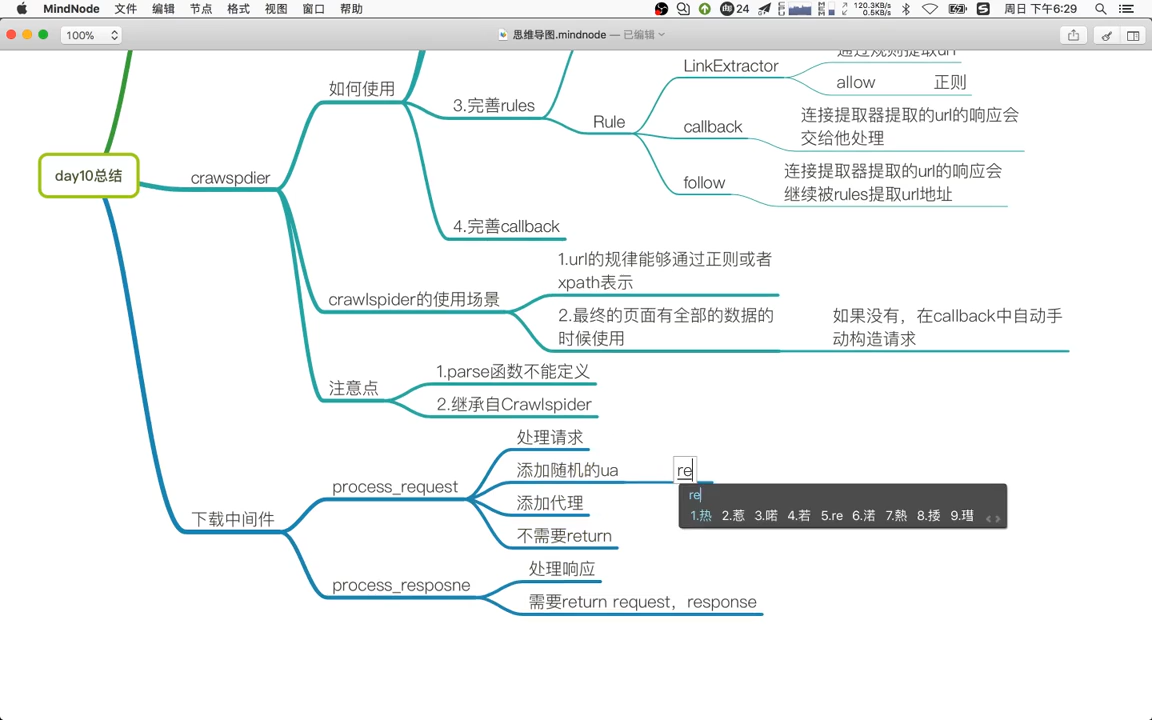 MindNode 文件 编辑 节点 格式 视图 窗口 帮助
24
120.3KB/s
0.5KB/s
周日 下午6:29
100%
思维导图.mindnode — 已编辑
通过规则提取url
LinkExtractor
如何使用
allow 正则
3.完善rules
Rule
callback
连接提取器提取的url的响应会
交给他处理
day10总结
crawspdier
follow
连接提取器提取的url的响应会
继续被rules提取url地址
4.完善callback
1.url的规律能够通过正则或者
xpath表示
crawlspider的使用场景
2.最终的页面有全部的数据的
时候使用
如果没有，在callback中自动手
动构造请求
注意点
1.parse函数不能定义
2.继承自Crawlspider
处理请求
添加随机的ua
re
process_request
re
添加代理
1.热 2.惹 3.喏 4.若 5.re 6.渃 7.熱 8.捼
下载中间件
不需要return
处理响应
process_resposne
需要return request，response